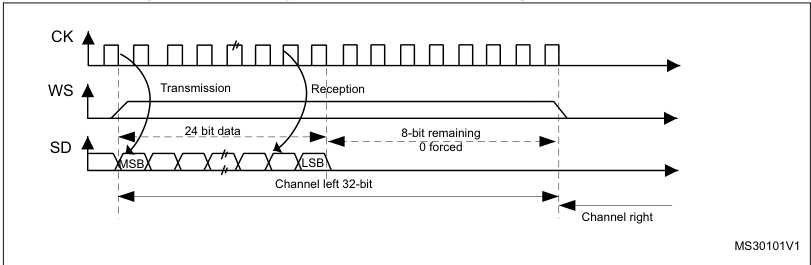 CK
WS
Transmission
Reception
24 bit data
8-bit remaining
0 forced
SD
MSB
LSB
Channel left 32-bit
Channel right
MS30101V1